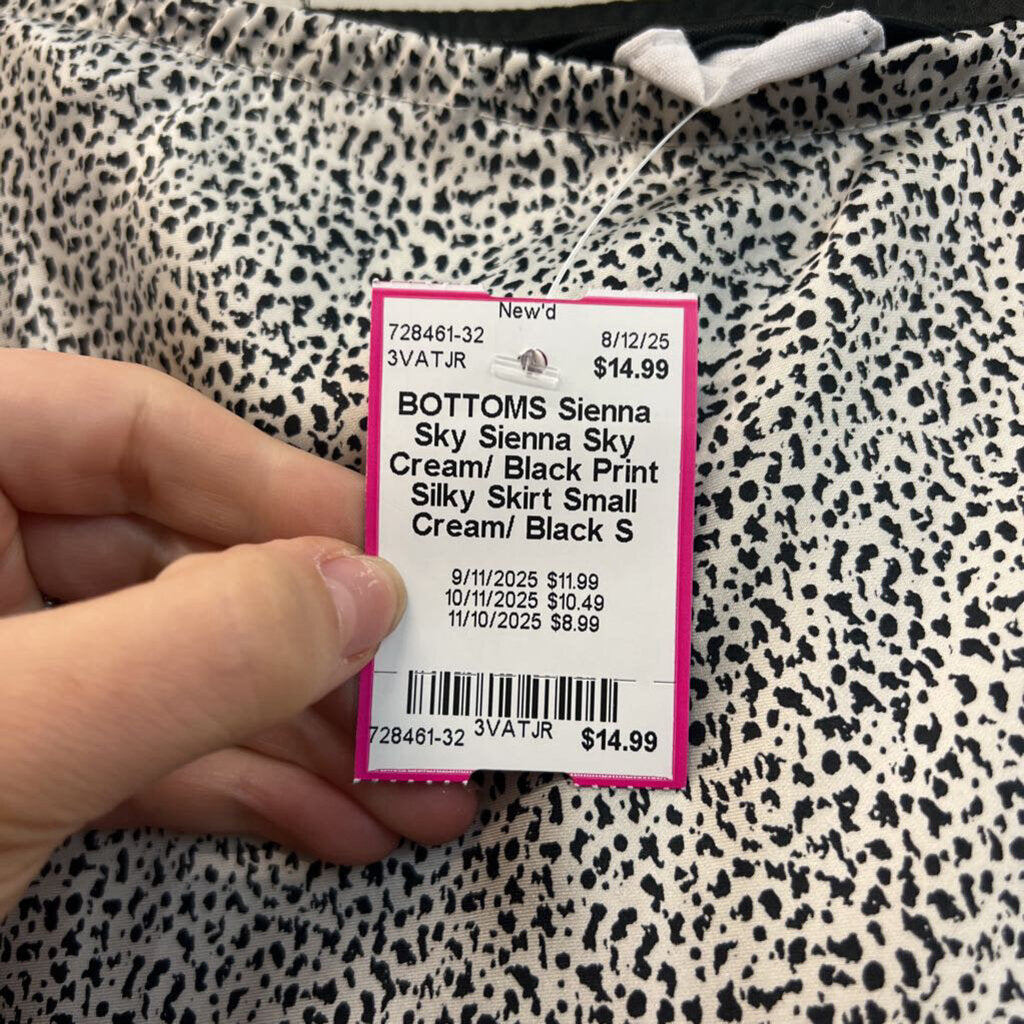 New'd
728461-32 8/12/25
3VATJR $14.99
BOTTOMS Sienna
Sky Sienna Sky
Cream/ Black Print
Silky Skirt Small
Cream/ Black S
9/11/2025 $11.99
10/11/2025 $10.49
11/10/2025 $8.99
728461-32 3VATJR $14.99